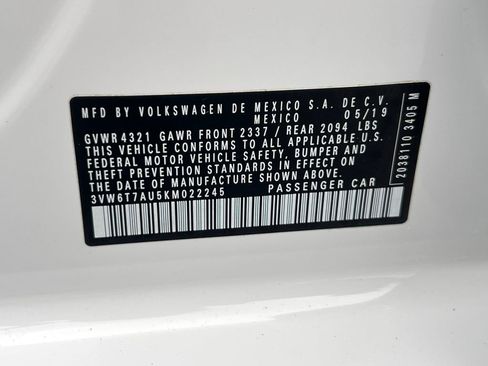 MFD BY VOLKSWAGEN DE MEXICO S.A. DE C.V.
MEXICO 05/19
GVWR 4321 GAWR FRONT 2337 / REAR 2094 LBS
THIS VEHICLE CONFORMS TO ALL APPLICABLE
FEDERAL MOTOR VEHICLE SAFETY, BUMPER AND
THEFT PREVENTION STANDARDS IN EFFECT ON
THE DATE OF MANUFACTURE SHOWN ABOVE.
3VW6T7AU5KM022245 PASSENGER CAR
2038110 3405 M